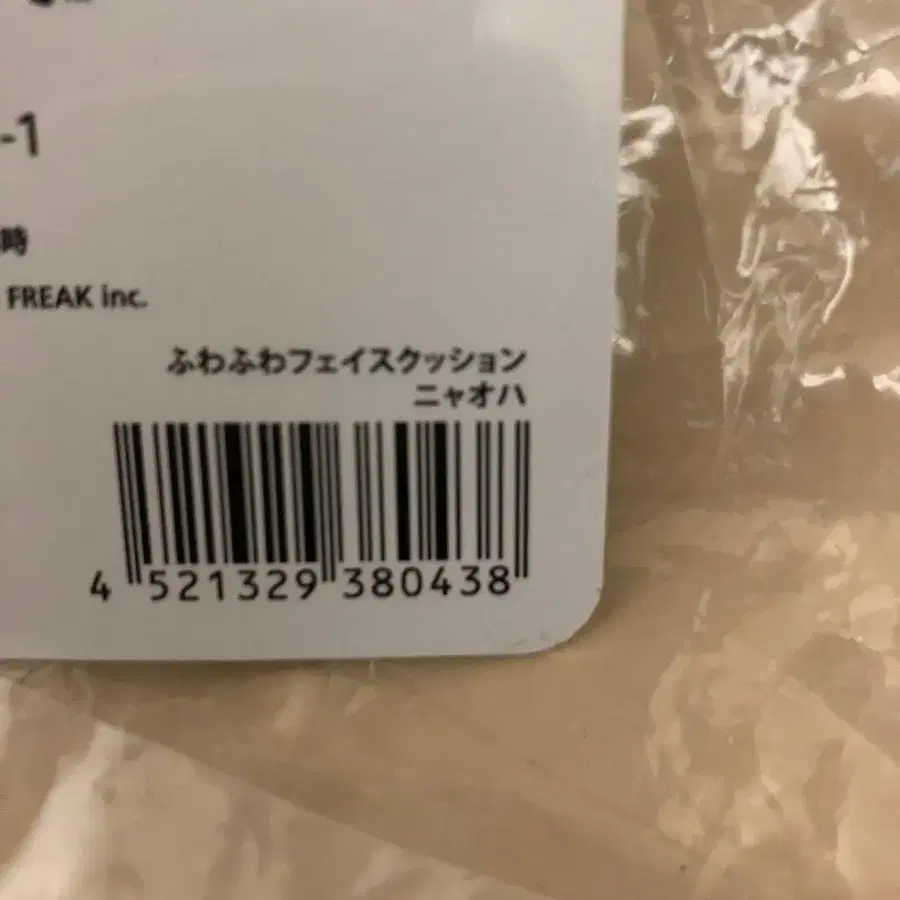 -1
時
FREAK inc.
ふわふわフェイスクッション
ニャオハ
4 521329 380438